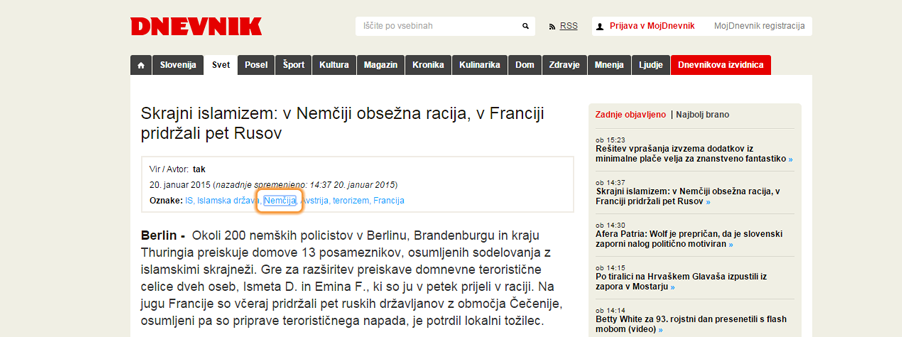 DNEVNIK
Iščite po vsebinah
RSS
Prijava v MojDnevnik
MojDnevnik registracija
Slovenija
Svet
Posel
Šport
Kultura
Magazin
Kronika
Kulinarika
Dom
Zdravje
Mnenja
Ljudje
Dnevnikova izvidnica
Skrajni islamizem: v Nemčiji obsežna racija, v Franciji
pridržali pet Rusov
Vir / Avtor: tak
20. januar 2015 (nazadnje spremenjeno: 14:37 20. januar 2015)
Oznake: IS, Islamska država, Nemčija, Avstrija, terorizem, Francija
Berlin - Okoli 200 nemških policistov v Berlinu, Brandenburgu in kraju
Thuringia preiskuje domove 13 posameznikov, osumljenih sodelovanja z
islamskimi skrajneži. Gre za razširitev preiskave domnevne teroristične
celice dveh oseb, Ismeta D. in Emina F., ki so ju v petek prijeli v raciji. Na
jugu Francije so včeraj pridržali pet ruskih državljanov z območja Čečenije,
osumljeni pa so priprave terorističnega napada, je potrdil lokalni tožilec.
Zadnje objavljeno | Najbolj brano
ob 15:23
Rešitev vprašanja izvzema dodatkov iz
minimalne plače velja za znanstveno fantastiko »
ob 14:37
Skrajni islamizem: v Nemčiji obsežna racija, v
Franciji pridržali pet Rusov »
ob 14:30
Afera Patria: Wolf je prepričan, da je slovenski
zaporni nalog politično motiviran »
ob 14:15
Po tiralici na Hrvaškem Glavaša izpustili iz
zapora v Mostarju »
ob 14:14
Betty White za 93. rojstni dan presenetili s flash
mobom (video) »